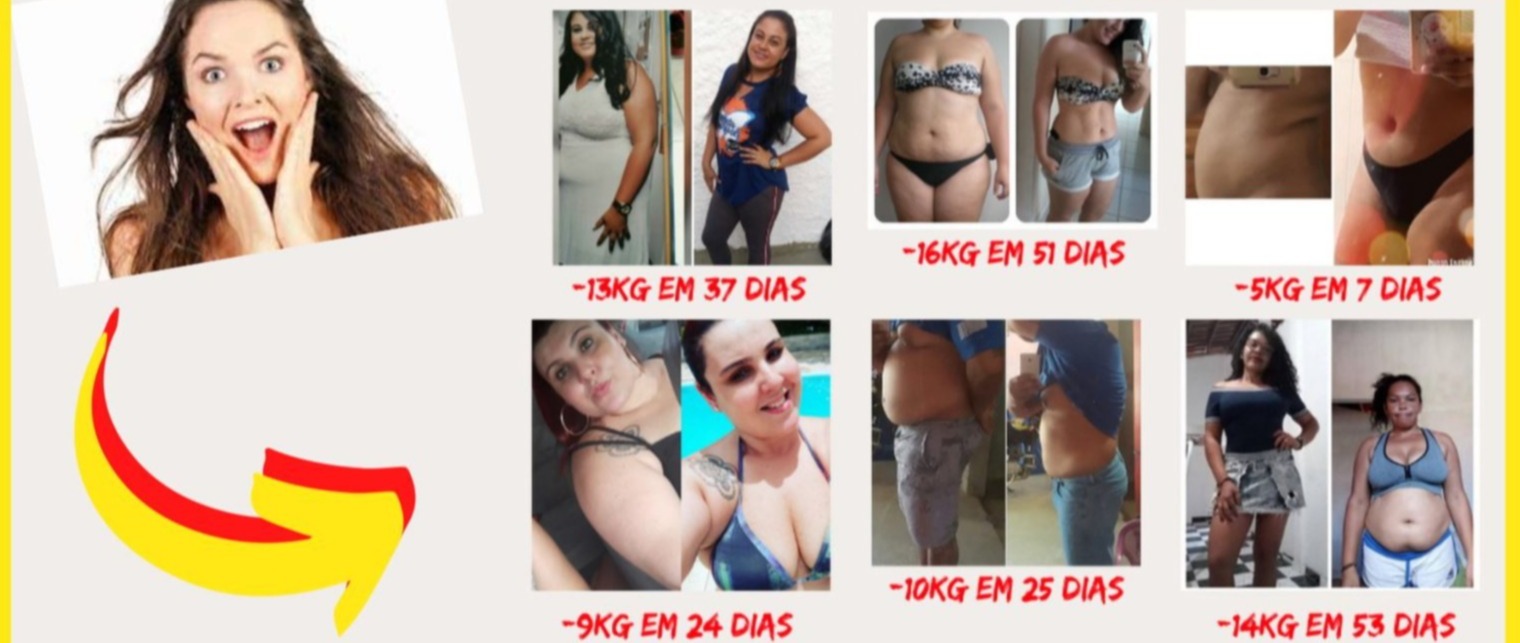 -13KG EM 37 DIAS
-16KG EM 51 DIAS
-5KG EM 7 DIAS
-9KG EM 24 DIAS
-10KG EM 25 DIAS
-14KG EM 53 DIAS